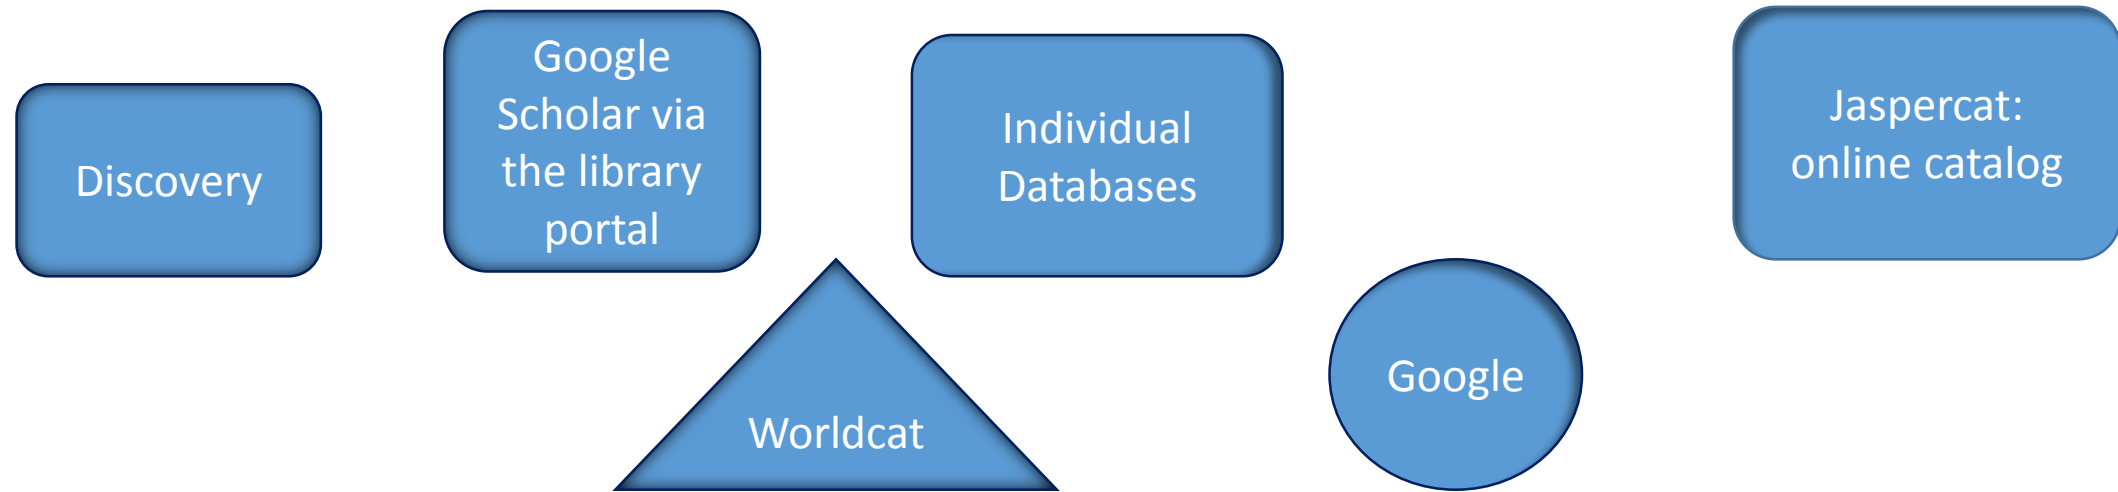 Discovery
Google
Scholar via
the library
portal
Individual
Databases
Jaspercat:
online catalog
Worldcat
Google